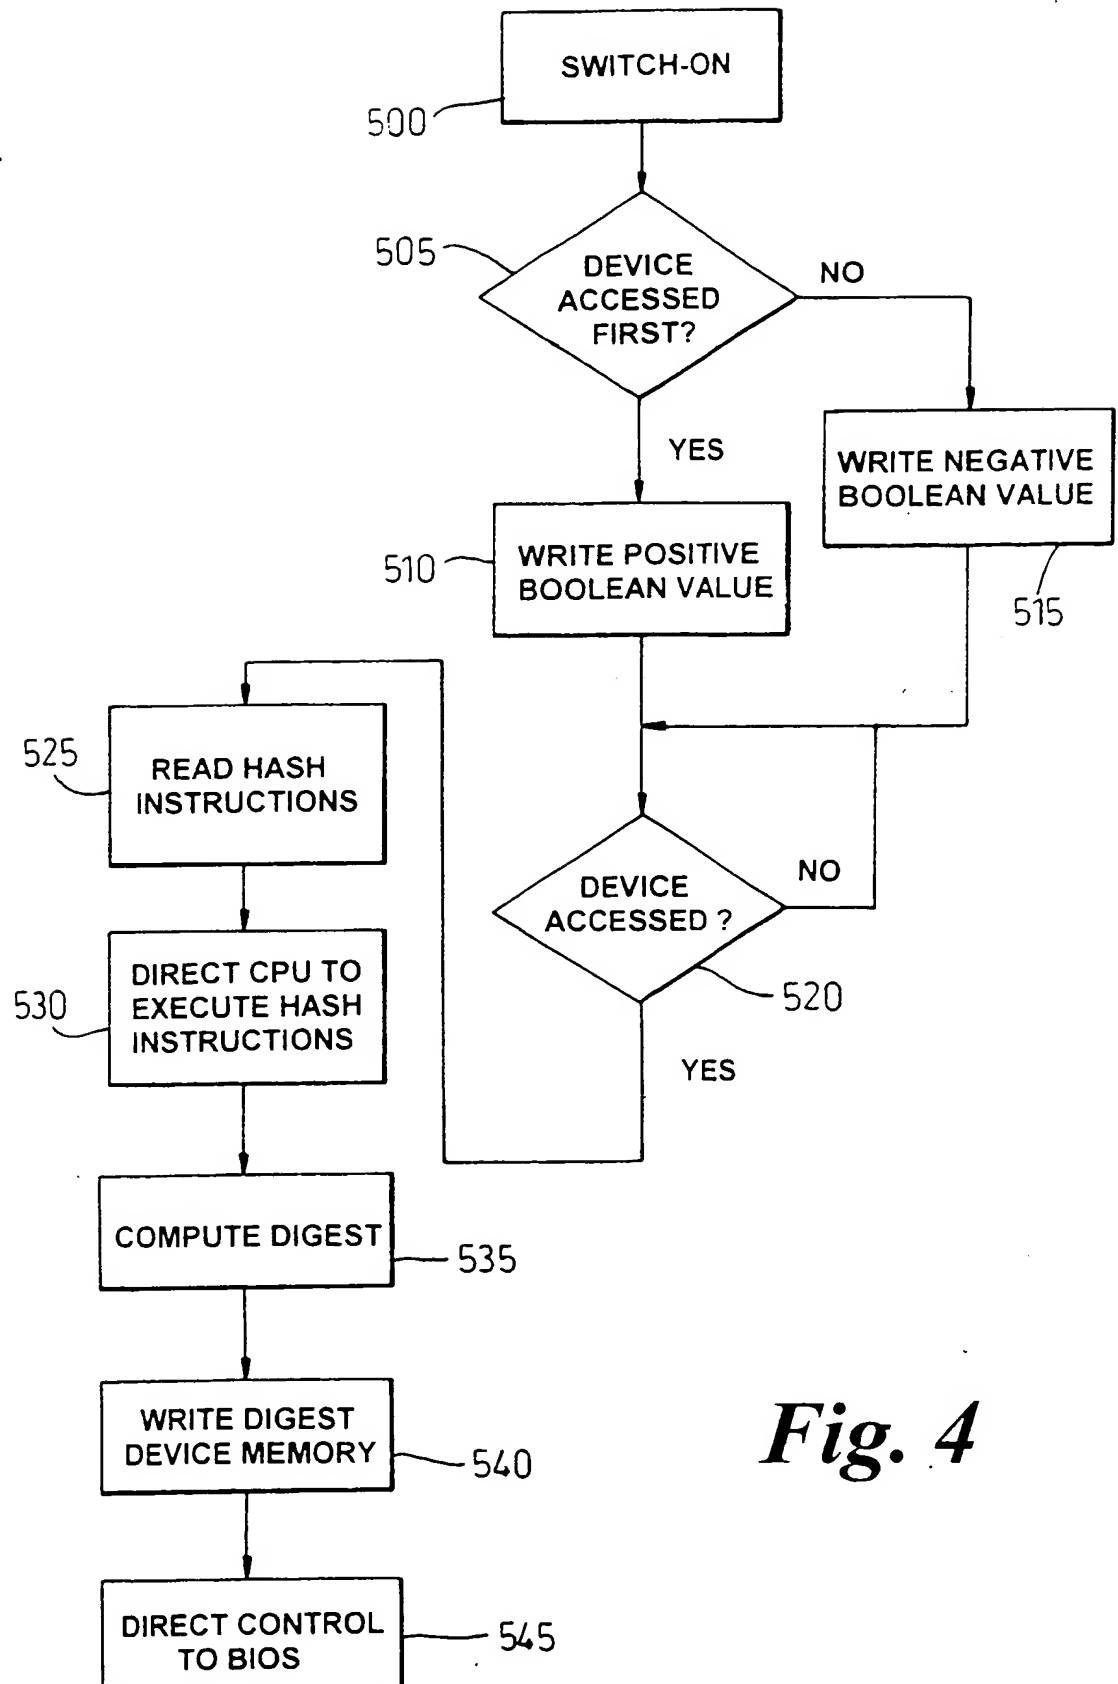 SWITCH-ON
500
505
DEVICE
ACCESSED
FIRST?
NO
YES
WRITE NEGATIVE
BOOLEAN VALUE
515
510
WRITE POSITIVE
BOOLEAN VALUE
525
READ HASH
INSTRUCTIONS
DEVICE
ACCESSED ?
NO
520
YES
530
DIRECT CPU TO
EXECUTE HASH
INSTRUCTIONS
COMPUTE DIGEST
535
WRITE DIGEST
DEVICE MEMORY
540
DIRECT CONTROL
TO BIOS
545
Fig. 4